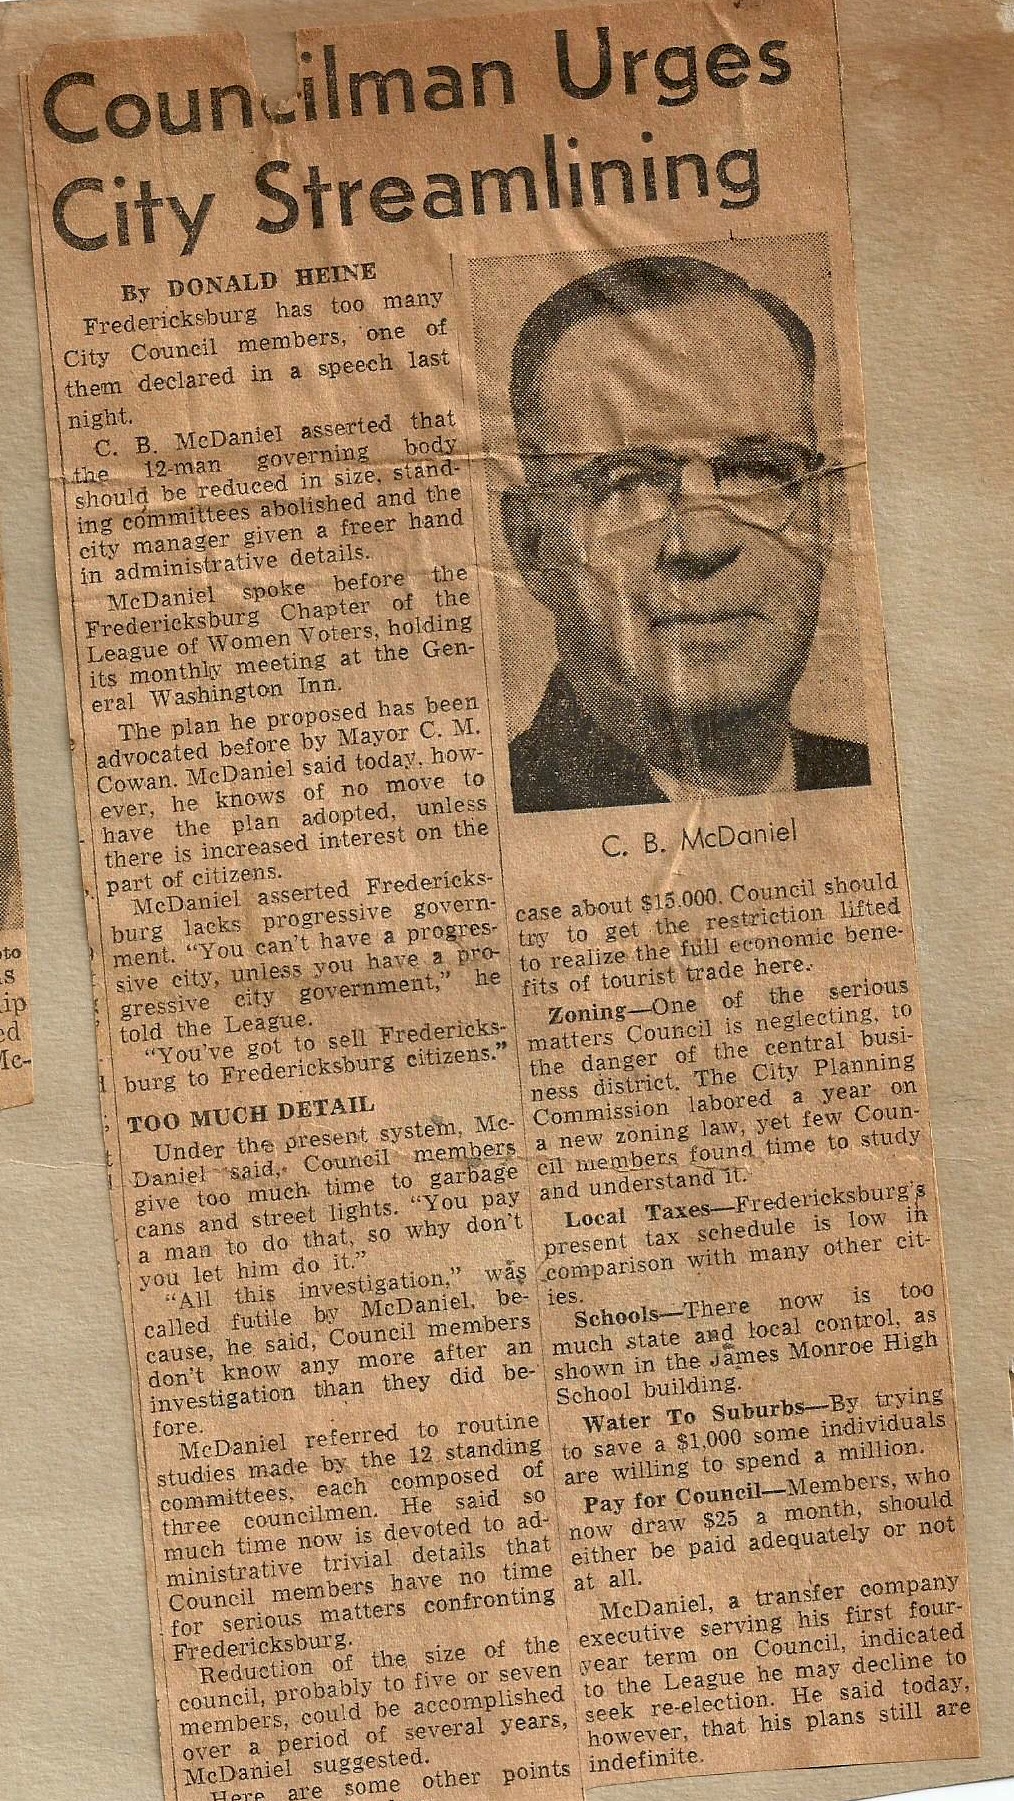 Councilman Urges
City Streamlining
By DONALD HEINE
Fredericksburg has too many
City Council members, one of
them declared in a speech last
night.
C. B. McDaniel asserted that
the 12-man governing body
should be reduced in size, stand-
ing committees abolished and the
city manager given a freer hand
in administrative details.
McDaniel spoke before the
Fredericksburg Chapter of the
League of Women Voters, holding
its monthly meeting at the Gen-
eral Washington Inn.
The plan he proposed has been
advocated before by Mayor C. M.
Cowan. McDaniel said today, how-
ever, he knows of no move to
have the plan adopted, unless
there is increased interest on the
part of citizens.
McDaniel asserted Fredericks-
burg lacks progressive govern-
ment. "You can't have a progres-
sive city, unless you have a pro-
gressive city government," he
told the League.
"You've got to sell Fredericks-
burg to Fredericksburg citizens."
TOO MUCH DETAIL
Under the present system, Mc-
Daniel said, Council members
give too much time to garbage
cans and street lights. "You pay
a man to do that, so why don't
you let him do it."
"All this investigation," was
called futile by McDaniel, be-
cause, he said, Council members
don't know any more after an
investigation than they did be-
fore.
McDaniel referred to routine
studies made by the 12 standing
committees, each composed of
three councilmen. He said so
much time now is devoted to ad-
ministrative trivial details that
Council members have no time
for serious matters confronting
Fredericksburg.
Reduction of the size of the
council, probably to five or seven
members, could be accomplished
over a period of several years,
McDaniel suggested.
Here are some other points
C. B. McDaniel
case about $15.000. Council should
try to get the restriction lifted
to realize the full economic bene-
fits of tourist trade here.
Zoning—One of the serious
matters Council is neglecting, to
the danger of the central busi-
ness district. The City Planning
Commission labored a year on
a new zoning law, yet few Coun-
cil members found time to study
and understand it.
Local Taxes—Fredericksburg's
present tax schedule is low in
comparison with many other cit-
ies.
Schools—There now is too
much state and local control, as
shown in the James Monroe High
School building.
Water To Suburbs—By trying
to save a $1,000 some individuals
are willing to spend a million.
Pay for Council—Members, who
now draw $25 a month, should
either be paid adequately or not
at all.
McDaniel, a transfer company
executive serving his first four-
year term on Council, indicated
to the League he may decline to
seek re-election. He said today,
however, that his plans still are
indefinite.